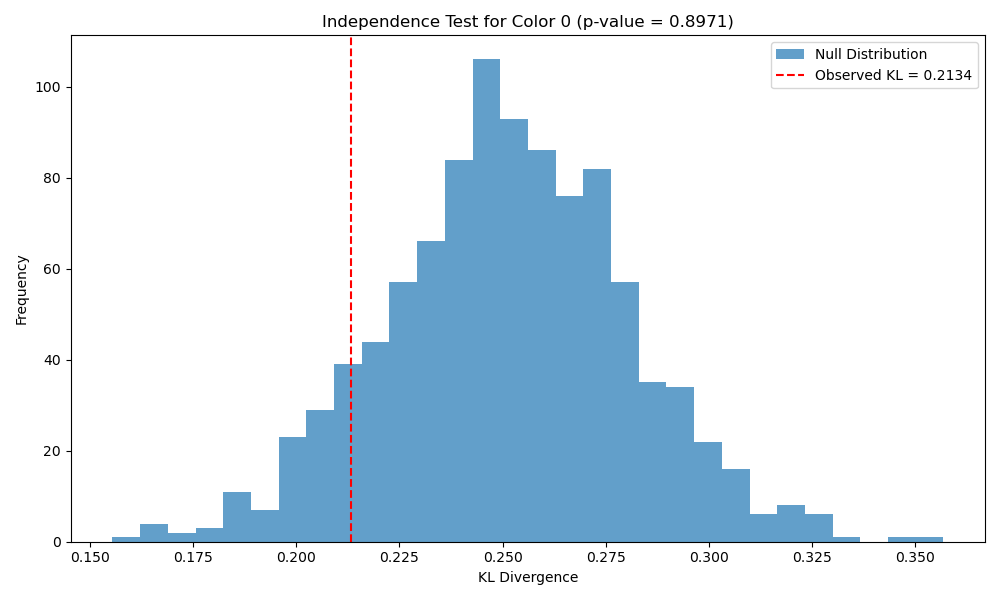 Independence Test for Color 0 (p-value = 0.8971)
Null Distribution
Observed KL = 0.2134
100
80
60
40
20
0
Frequency
0.150 0.175 0.200 0.225 0.250 0.275 0.300 0.325 0.350
KL Divergence